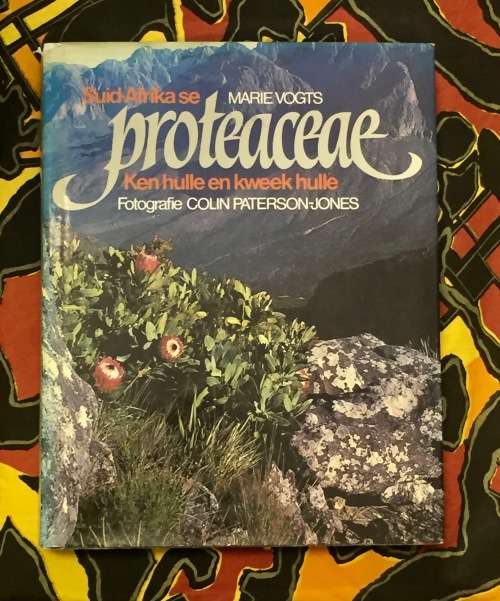 Suid-Afrika se
MARIE VOGTS
proteaceae
Ken hulle en kweek hulle
Fotografie COLIN PATERSON-JONES